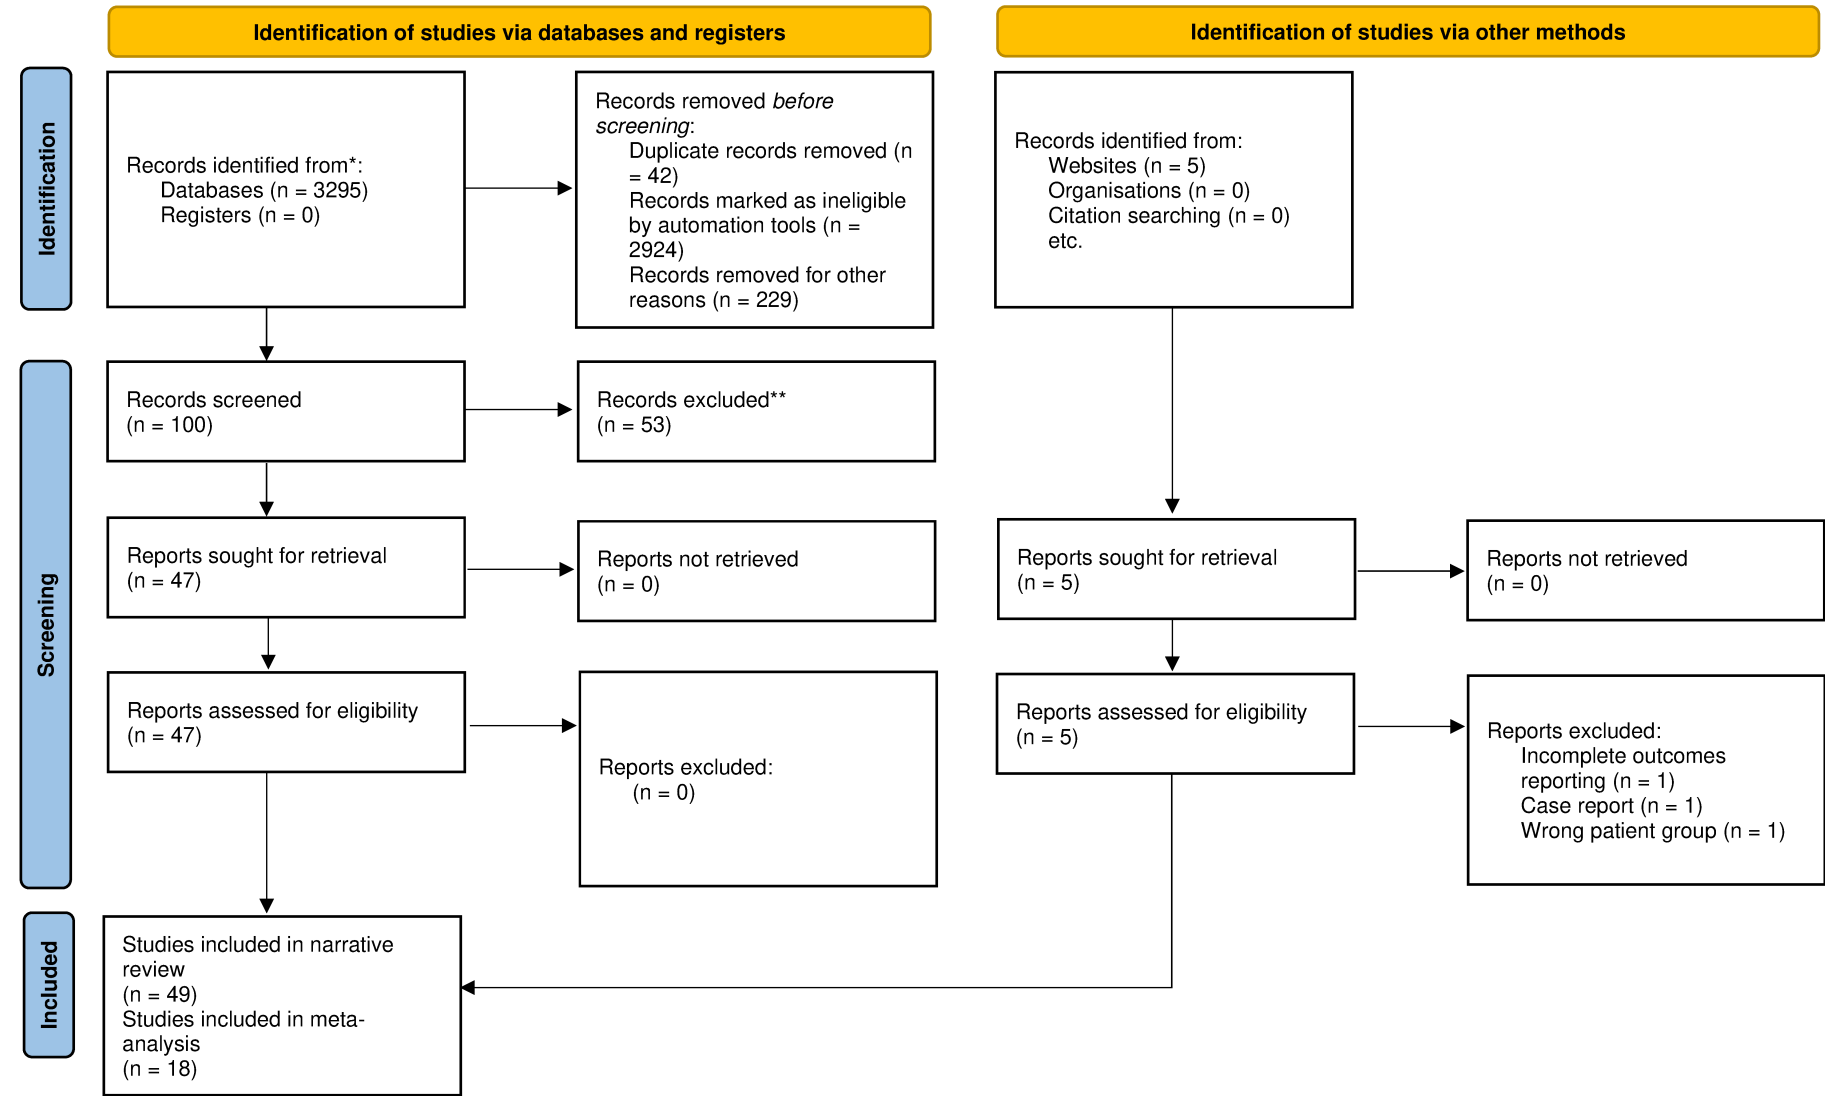 Identification of studies via databases and registers
Identification of studies via other methods
Identification
Records identified from*:
Databases (n = 3295)
Registers (n = 0)
Records removed before
screening:
Duplicate records removed (n
= 42)
Records marked as ineligible
by automation tools (n =
2924)
Records removed for other
reasons (n = 229)
Records identified from:
Websites (n = 5)
Organisations (n = 0)
Citation searching (n = 0)
etc.
Screening
Records screened
(n = 100)
Records excluded**
(n = 53)
Reports sought for retrieval
(n = 47)
Reports not retrieved
(n = 0)
Reports sought for retrieval
(n = 5)
Reports not retrieved
(n = 0)
Reports assessed for eligibility
(n = 47)
Reports excluded:
(n = 0)
Reports assessed for eligibility
(n = 5)
Reports excluded:
Incomplete outcomes
reporting (n = 1)
Case report (n = 1)
Wrong patient group (n = 1)
Included
Studies included in narrative
review
(n = 49)
Studies included in meta-
analysis
(n = 18)